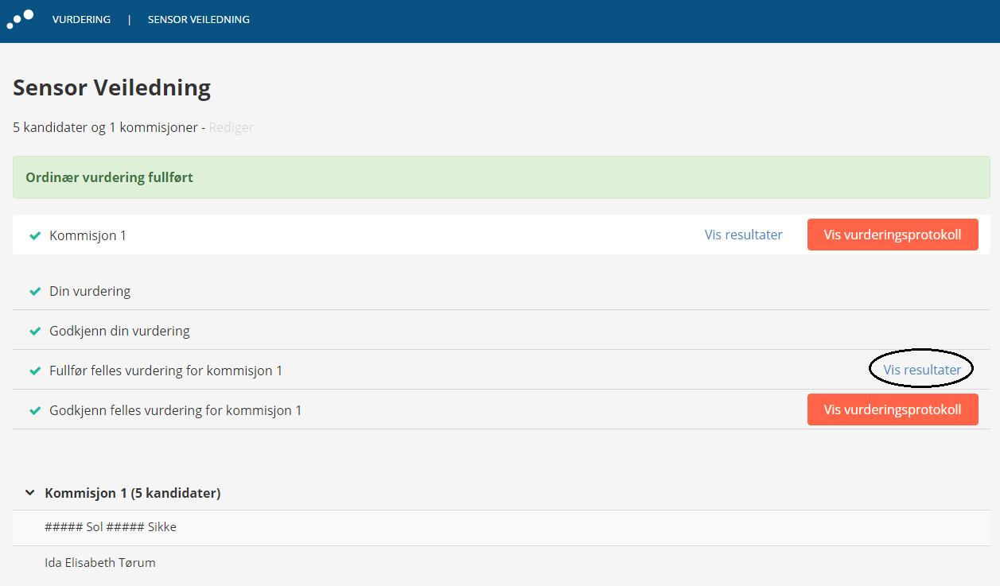 VURDERING | SENSOR VEILEDNING
Sensor Veiledning
5 kandidater og 1 kommisjoner - Rediger
Ordinær vurdering fullført
Kommisjon 1 Vis resultater Vis vurderingsprotokoll
Din vurdering
Godkjenn din vurdering
Fullfør felles vurdering for kommisjon 1 Vis resultater
Godkjenn felles vurdering for kommisjon 1 Vis vurderingsprotokoll
Kommisjon 1 (5 kandidater)
##### Sol ##### Sikke
Ida Elisabeth Tørum